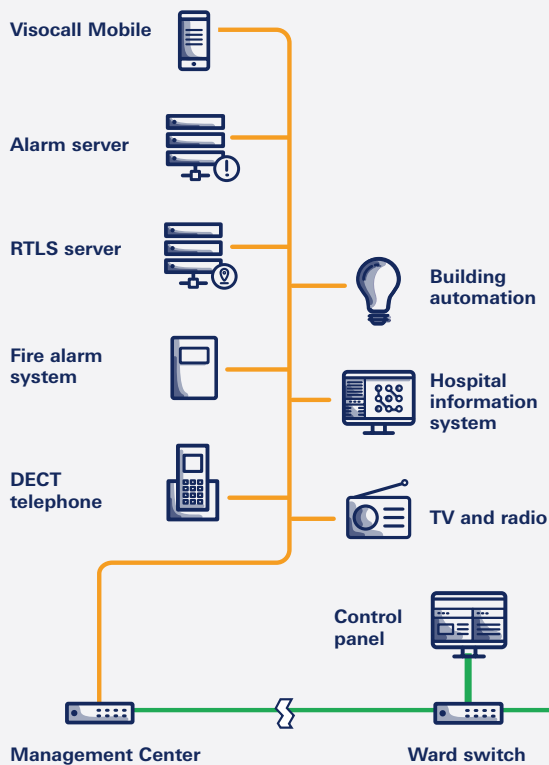 Visocall Mobile
Alarm server
RTLS server
Building
automation
Fire alarm
system
Hospital
information
system
DECT
telephone
TV and radio
Control
panel
Management Center
Ward switch